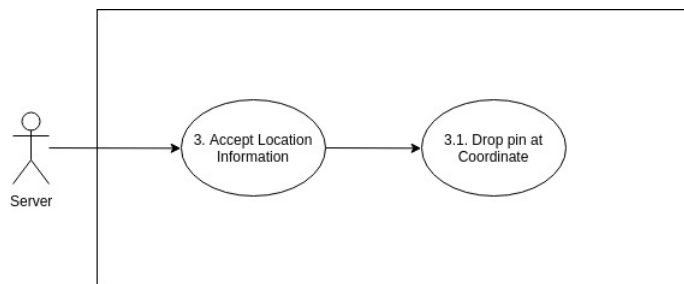 3. Accept Location
Information
3.1. Drop pin at
Coordinate
Server